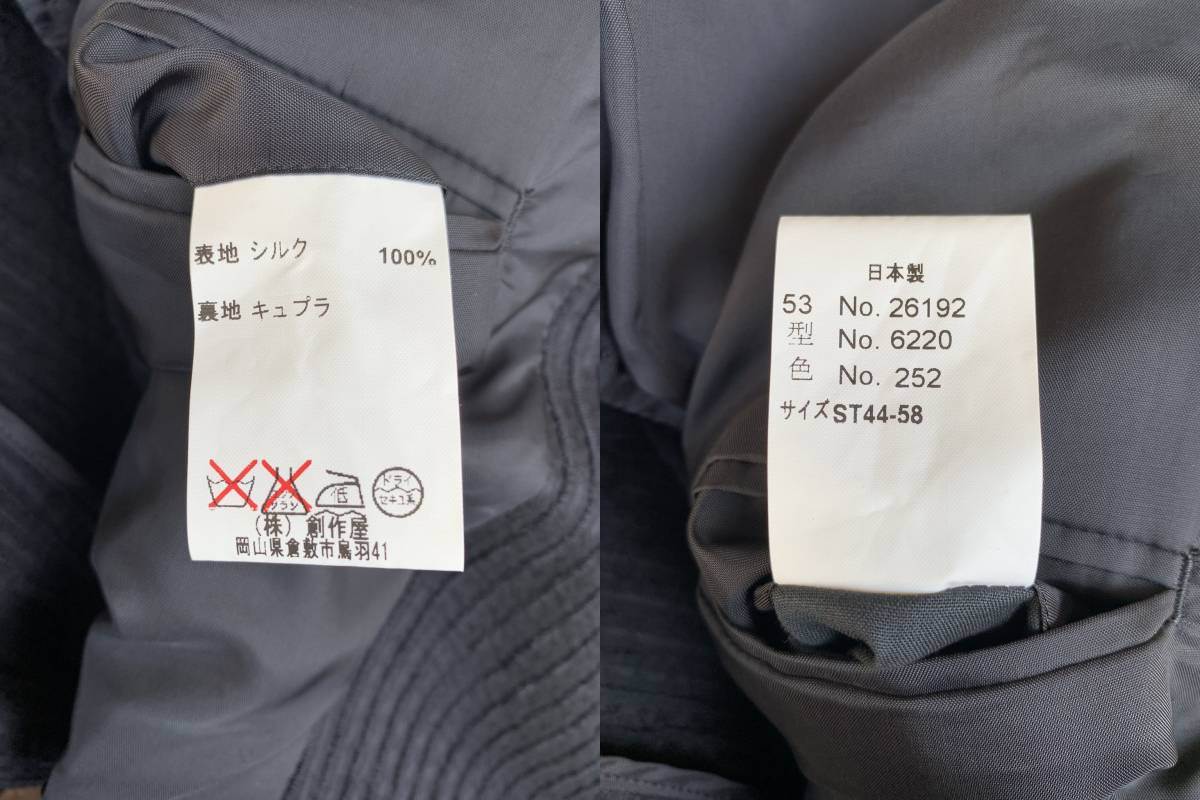 表地 シルク 100%
裏地 キュプラ
低
ドライ
セキユ系
(株) 創作屋
岡山県倉敷市鳥羽41
日本製
53 No. 26192
型 No. 6220
色 No. 252
サイズ ST44-58